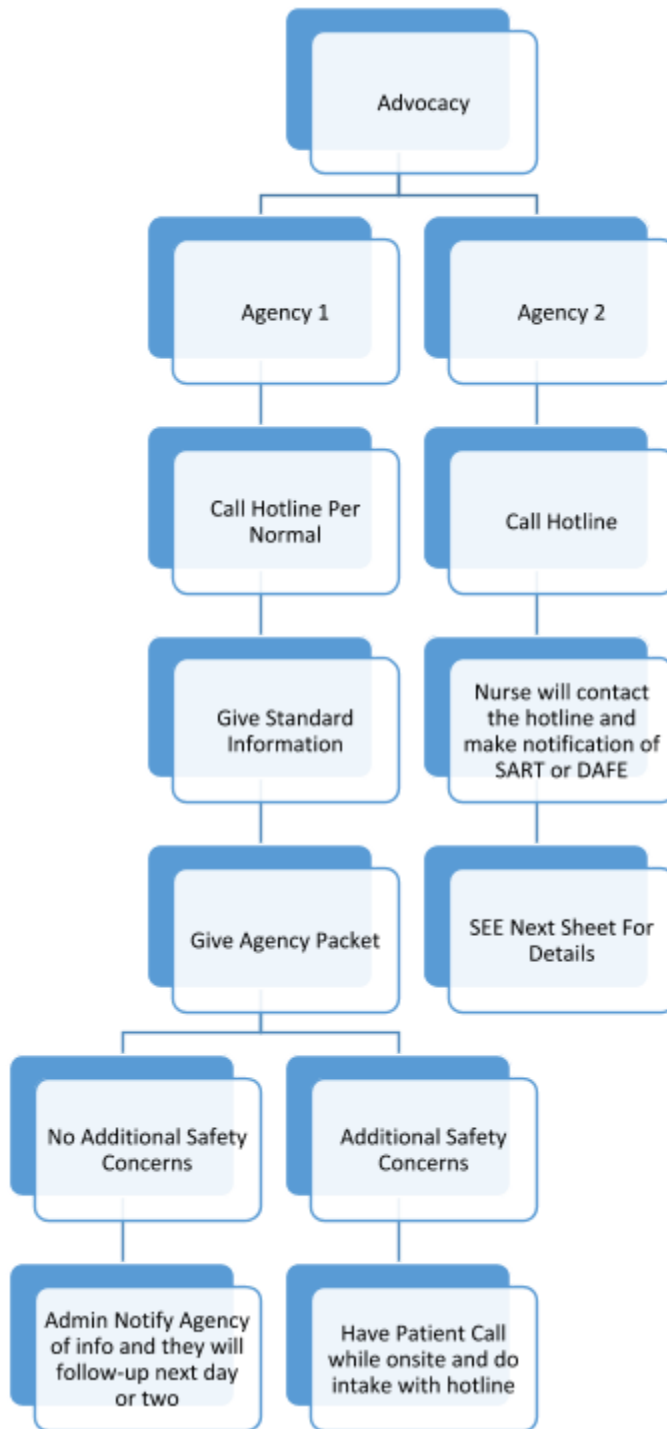 Advocacy
Agency 1
Agency 2
Call Hotline Per
Normal
Call Hotline
Give Standard
Information
Nurse will contact
the hotline and
make notification of
SART or DAFE
Give Agency Packet
SEE Next Sheet For
Details
No Additional Safety
Concerns
Additional Safety
Concerns
Admin Notify Agency
of info and they will
follow-up next day
or two
Have Patient Call
while onsite and do
intake with hotline